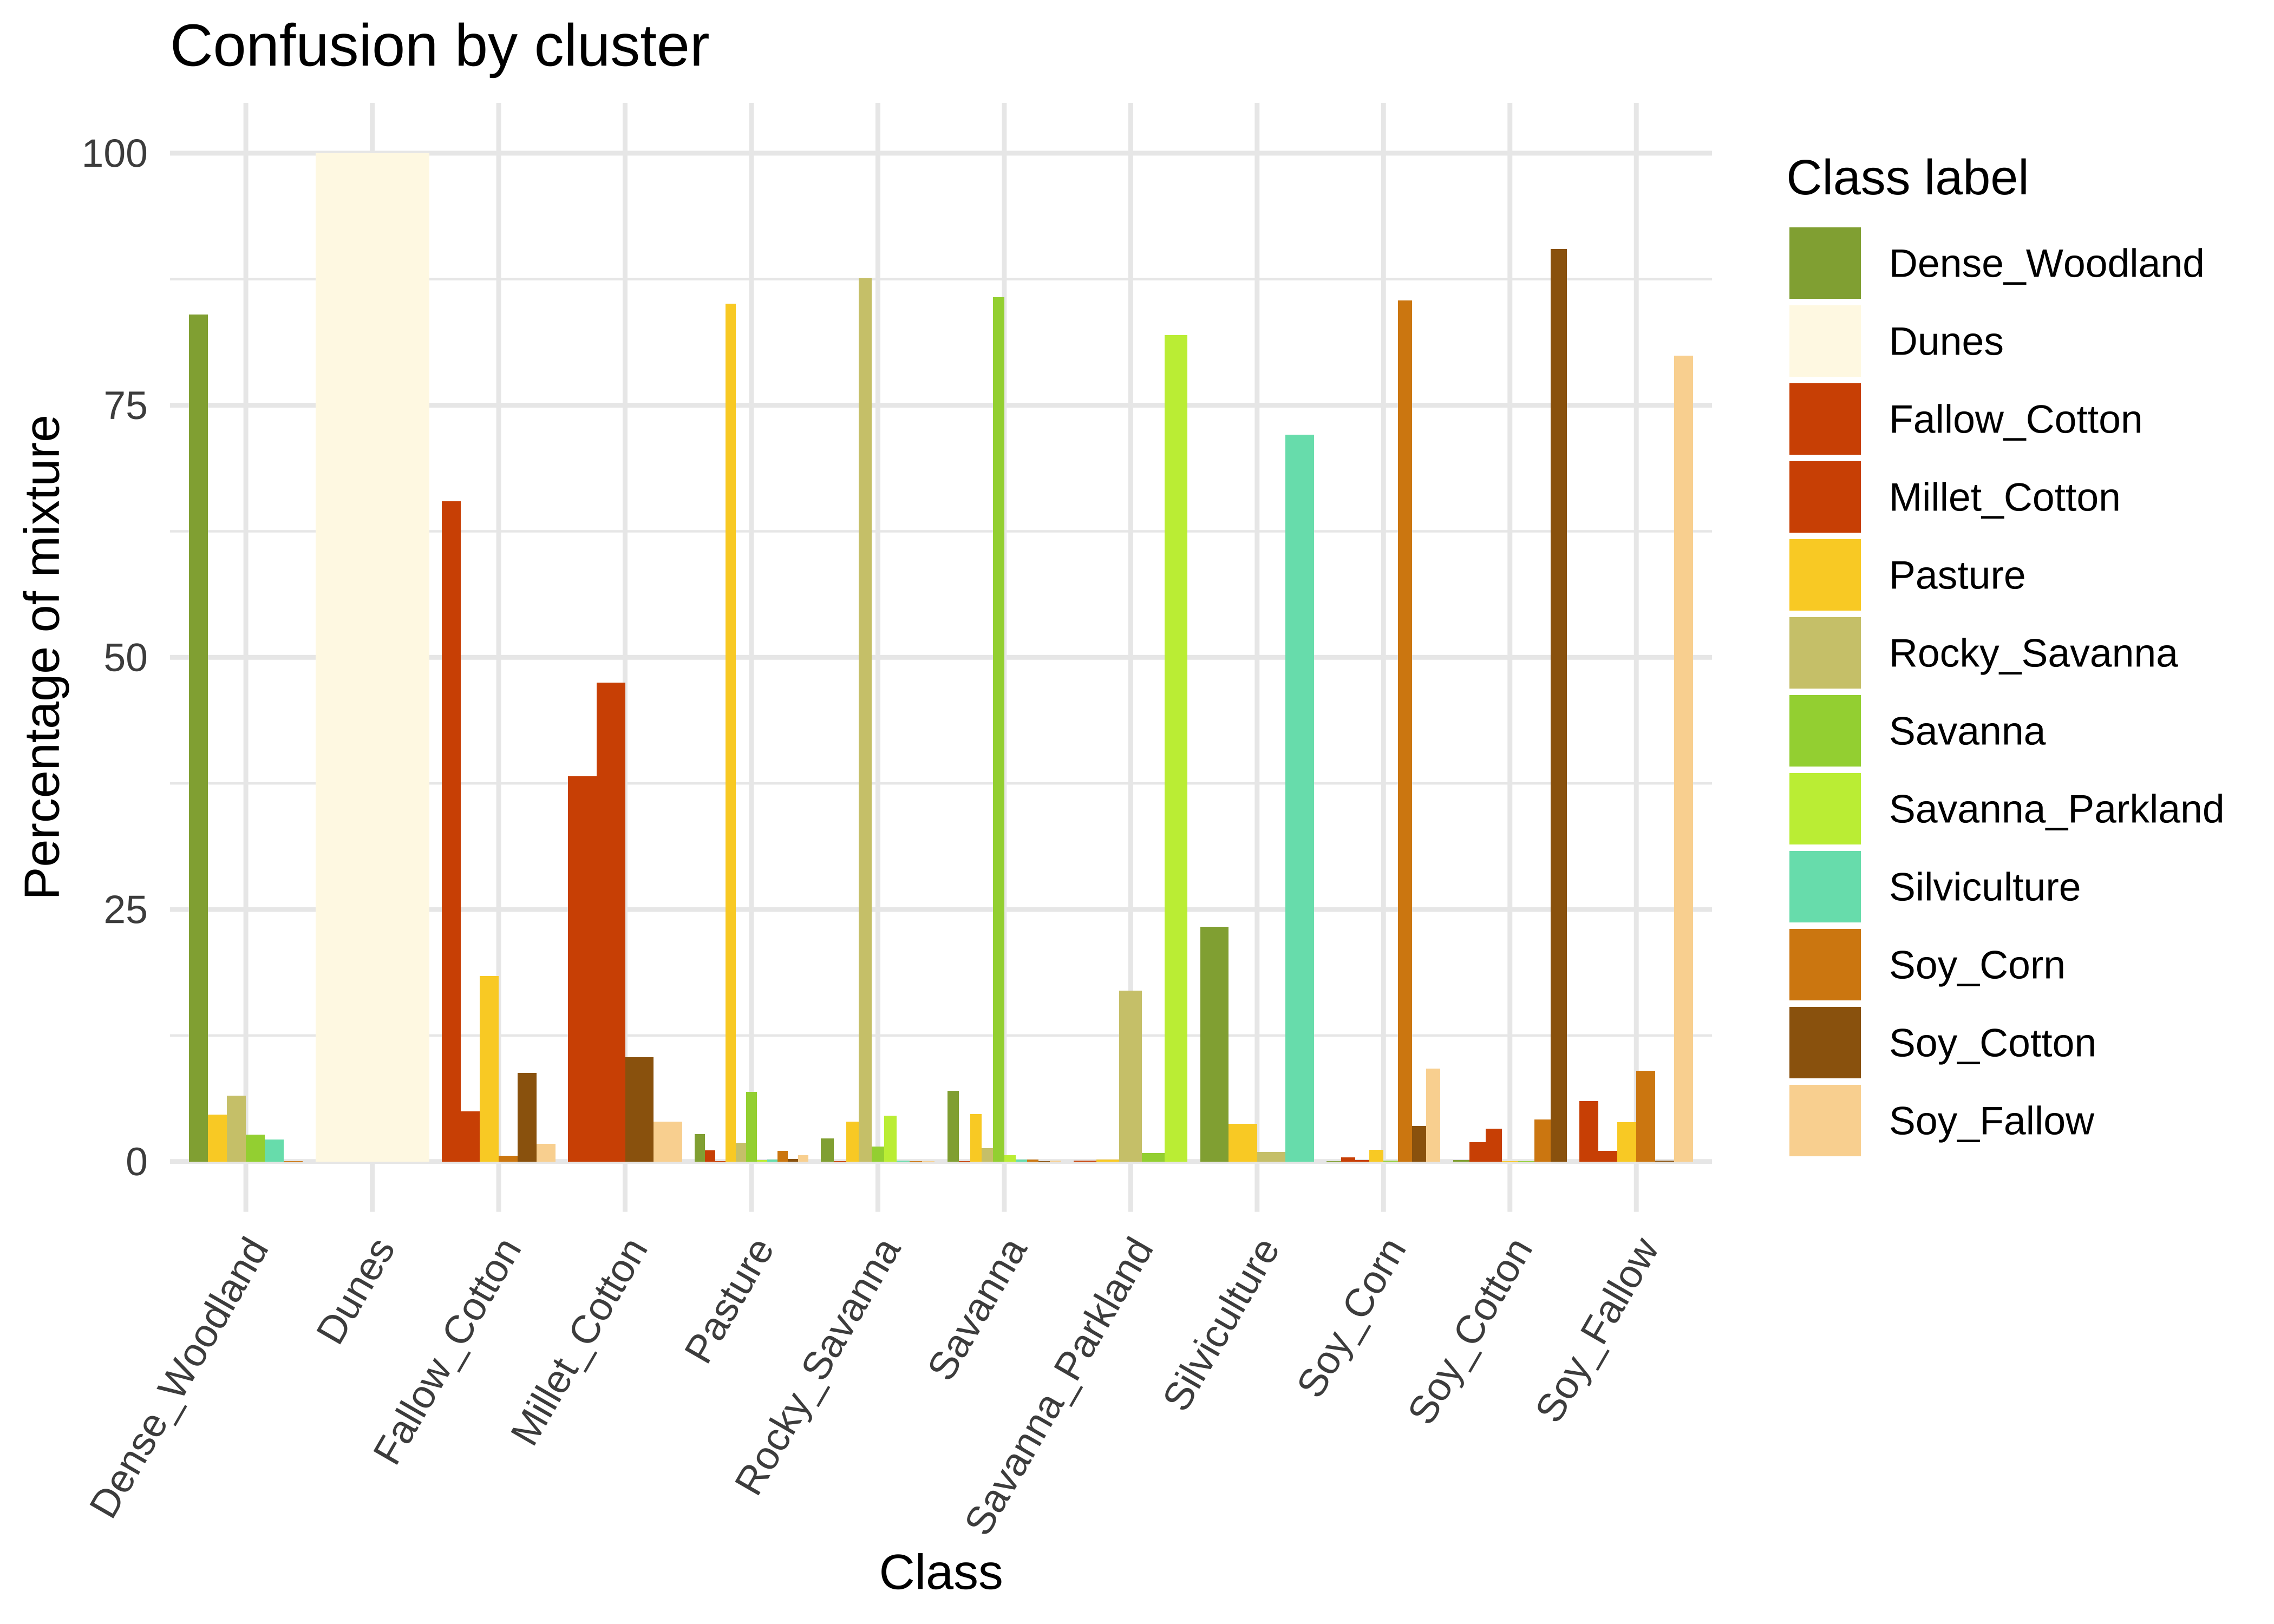 Confusion by cluster
Percentage of mixture
100
75
50
25
0
Dense_Woodland
Dunes
Fallow_Cotton
Millet_Cotton
Pasture
Rocky_Savanna
Savanna
Savanna_Parkland
Silviculture
Soy_Corn
Soy_Cotton
Soy_Fallow
Class
Class label
Dense_Woodland
Dunes
Fallow_Cotton
Millet_Cotton
Pasture
Rocky_Savanna
Savanna
Savanna_Parkland
Silviculture
Soy_Corn
Soy_Cotton
Soy_Fallow